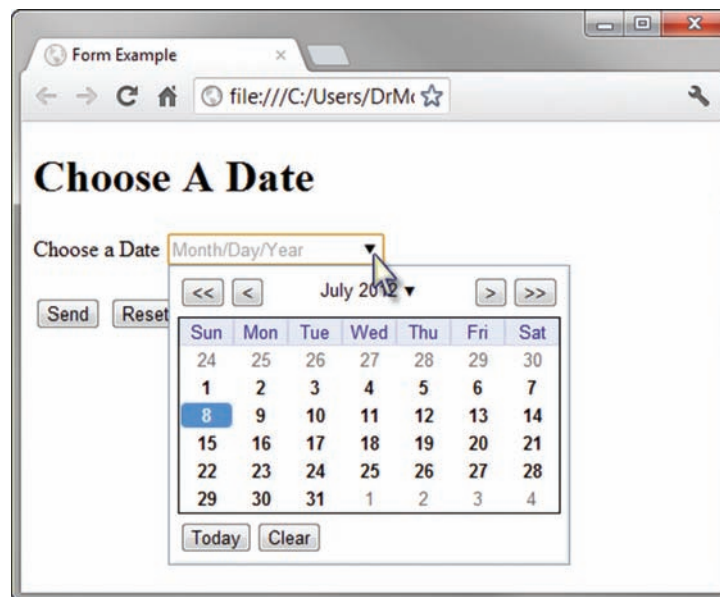 Form Example
file:///C:/Users/DrMc
Choose A Date
Choose a Date Month/Day/Year
<< < July 2012 > >>
Send Reset
Sun Mon Tue Wed Thu Fri Sat
24 25 26 27 28 29 30
1 2 3 4 5 6 7
8 9 10 11 12 13 14
15 16 17 18 19 20 21
22 23 24 25 26 27 28
29 30 31 1 2 3 4
Today Clear